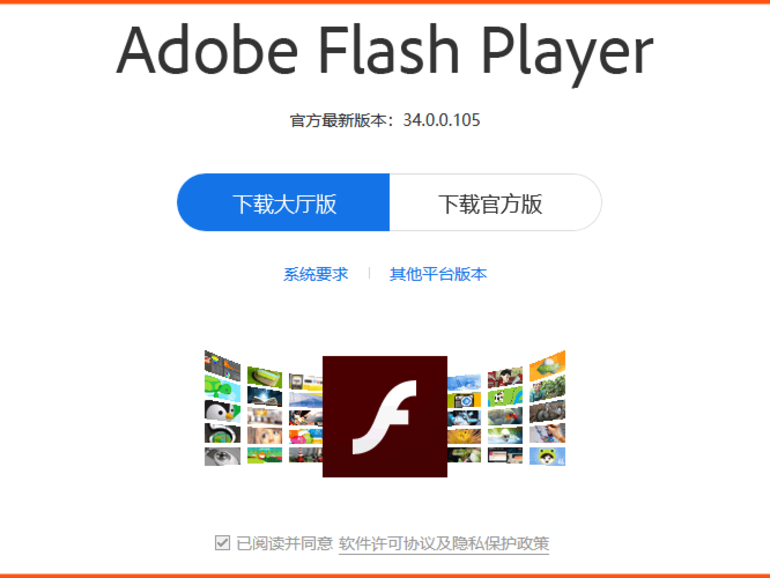 Adobe Flash Player
官方最新版本：34.0.0.105
下载大厅版 下载官方版
系统要求 | 其他平台版本
已阅读并同意 软件许可协议及隐私保护政策